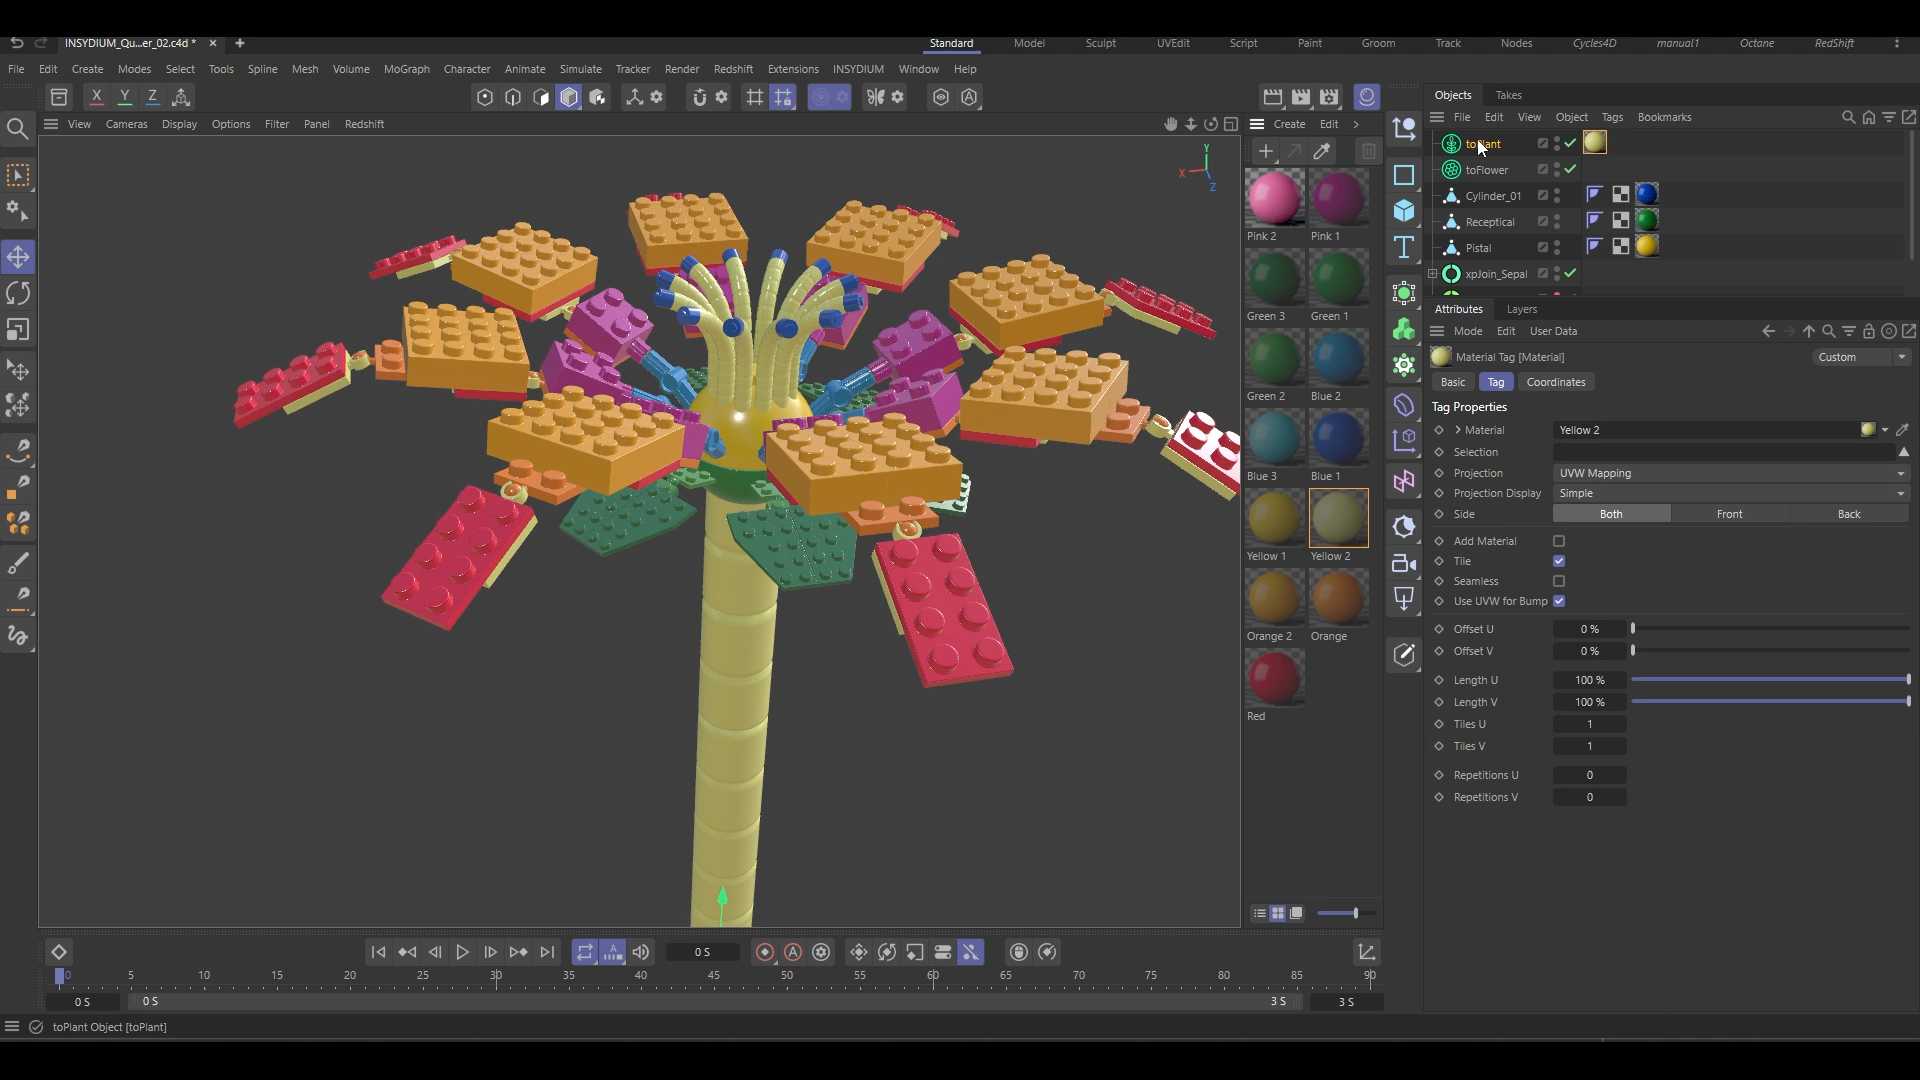 INSYDIUM_Qu...er_02.c4d *
Standard Model Sculpt UVEdit Script Paint Groom Track Nodes Cycles4D manual1 Octane RedShift
File Edit Create Modes Select Tools Spline Mesh Volume MoGraph Character Animate Simulate Tracker Render Redshift Extensions INSYDIUM Window Help
X Y Z
Objects Takes
View Cameras Display Options Filter Panel Redshift
Create Edit
File Edit View Object Tags Bookmarks
toPlant
toFlower
Cylinder_01
Receptical
Pistal
xpJoin_Sepal
Y
X
Z
Pink 2 Pink 1
Green 3 Green 1
Green 2 Blue 2
Blue 3 Blue 1
Yellow 1 Yellow 2
Orange 2 Orange
Red
Attributes Layers
Mode Edit User Data
Material Tag [Material] Custom
Basic Tag Coordinates
Tag Properties
Material Yellow 2
Selection
Projection UVW Mapping
Projection Display Simple
Side Both Front Back
Add Material
Tile
Seamless
Use UVW for Bump
Offset U 0 %
Offset V 0 %
Length U 100 %
Length V 100 %
Tiles U 1
Tiles V 1
Repetitions U 0
Repetitions V 0
0 S
0 5 10 15 20 25 30 35 40 45 50 55 60 65 70 75 80 85 90
0 S 0 S 3 S 3 S
toPlant Object [toPlant]